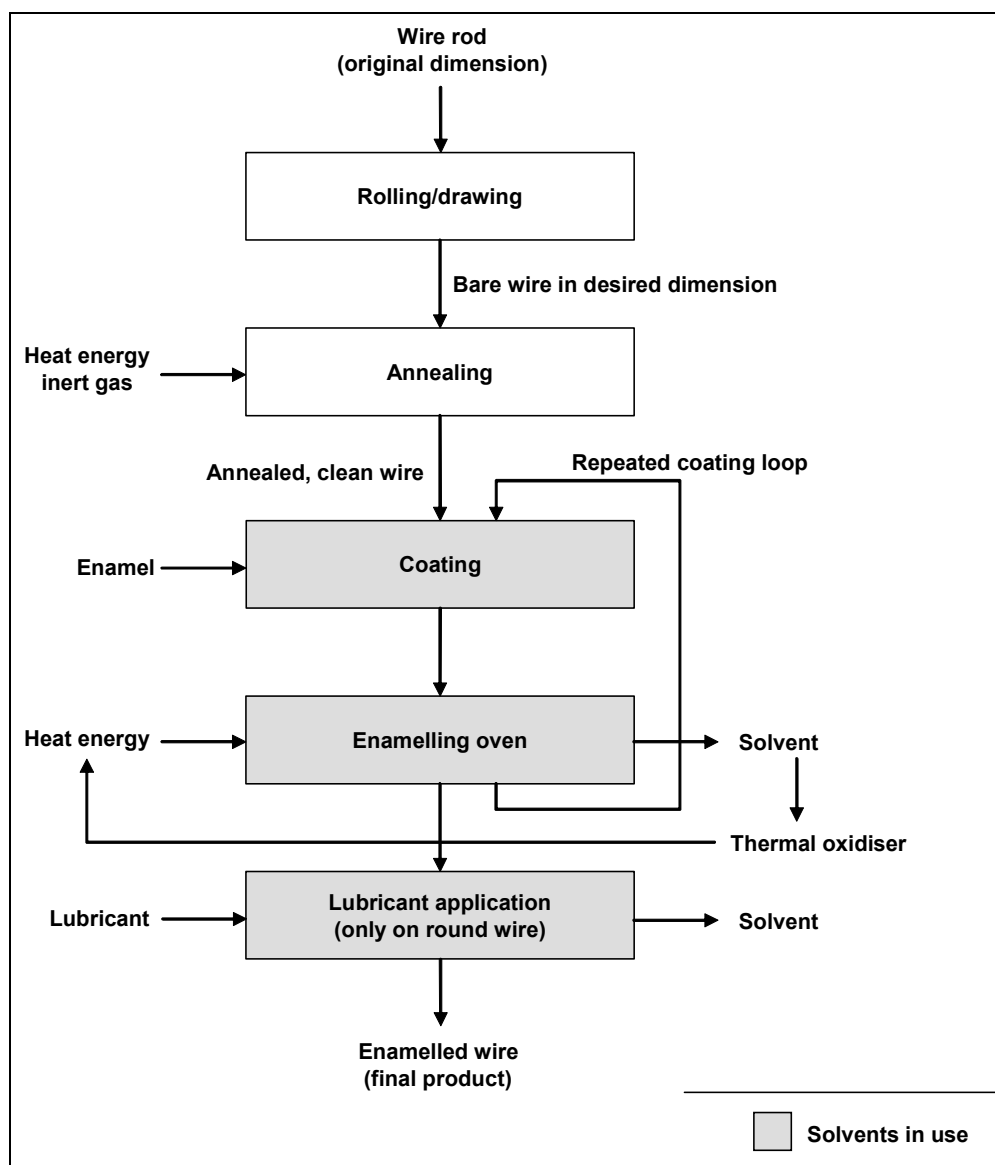 Wire rod
(original dimension)
Rolling/drawing
Bare wire in desired dimension
Heat energy
inert gas
Annealing
Annealed, clean wire
Repeated coating loop
Enamel
Coating
Heat energy
Enamelling oven
Solvent
Thermal oxidiser
Lubricant
Lubricant application
(only on round wire)
Solvent
Enamelled wire
(final product)
Solvents in use